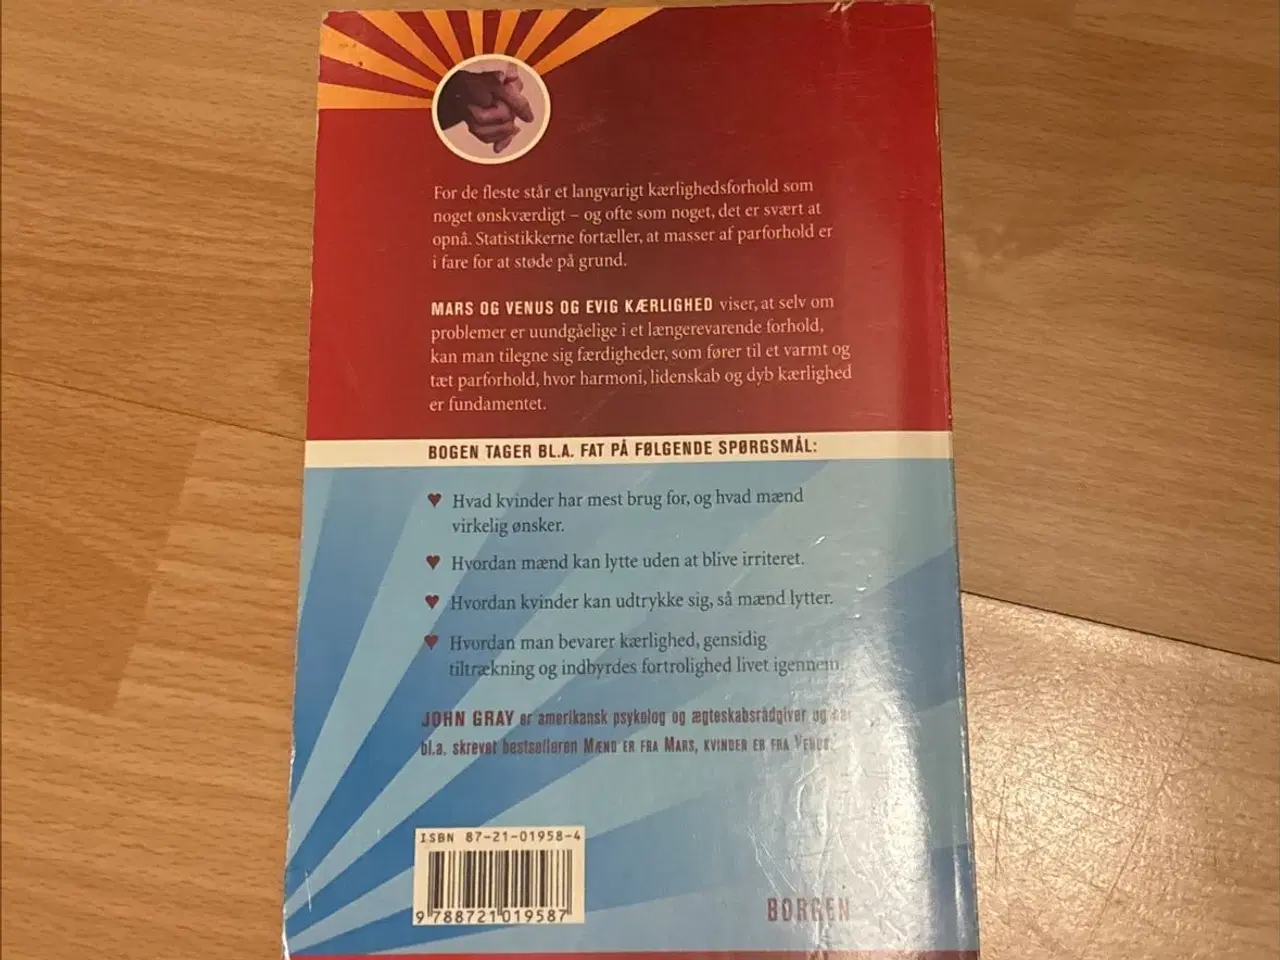 For de fleste står et langvarigt kærlighedsforhold som
noget ønskværdigt – og ofte som noget, det er svært at
opnå. Statistikkerne fortæller, at masser af parforhold er
i fare for at støde på grund.
MARS OG VENUS OG EVIG KÆRLIGHED viser, at selv om
problemer er uundgåelige i et længerevarende forhold,
kan man tilegne sig færdigheder, som fører til et varmt og
tæt parforhold, hvor harmoni, lidenskab og dyb kærlighed
er fundamentet.
BOGEN TAGER BL.A. FAT PÅ FØLGENDE SPØRGSMÅL:
♥ Hvad kvinder har mest brug for, og hvad mænd
virkelig ønsker.
♥ Hvordan mænd kan lytte uden at blive irriteret.
♥ Hvordan kvinder kan udtrykke sig, så mænd lytter.
♥ Hvordan man bevarer kærlighed, gensidig
tiltrækning og indbyrdes fortrolighed livet igennem.
JOHN GRAY er amerikansk psykolog og ægteskabsrådgiver og har
bl.a. skrevet bestselleren MÆND ER FRA MARS, KVINDER ER FRA VENUS.
ISBN 87-21-01958-4
9 788721 019587
BORGEN